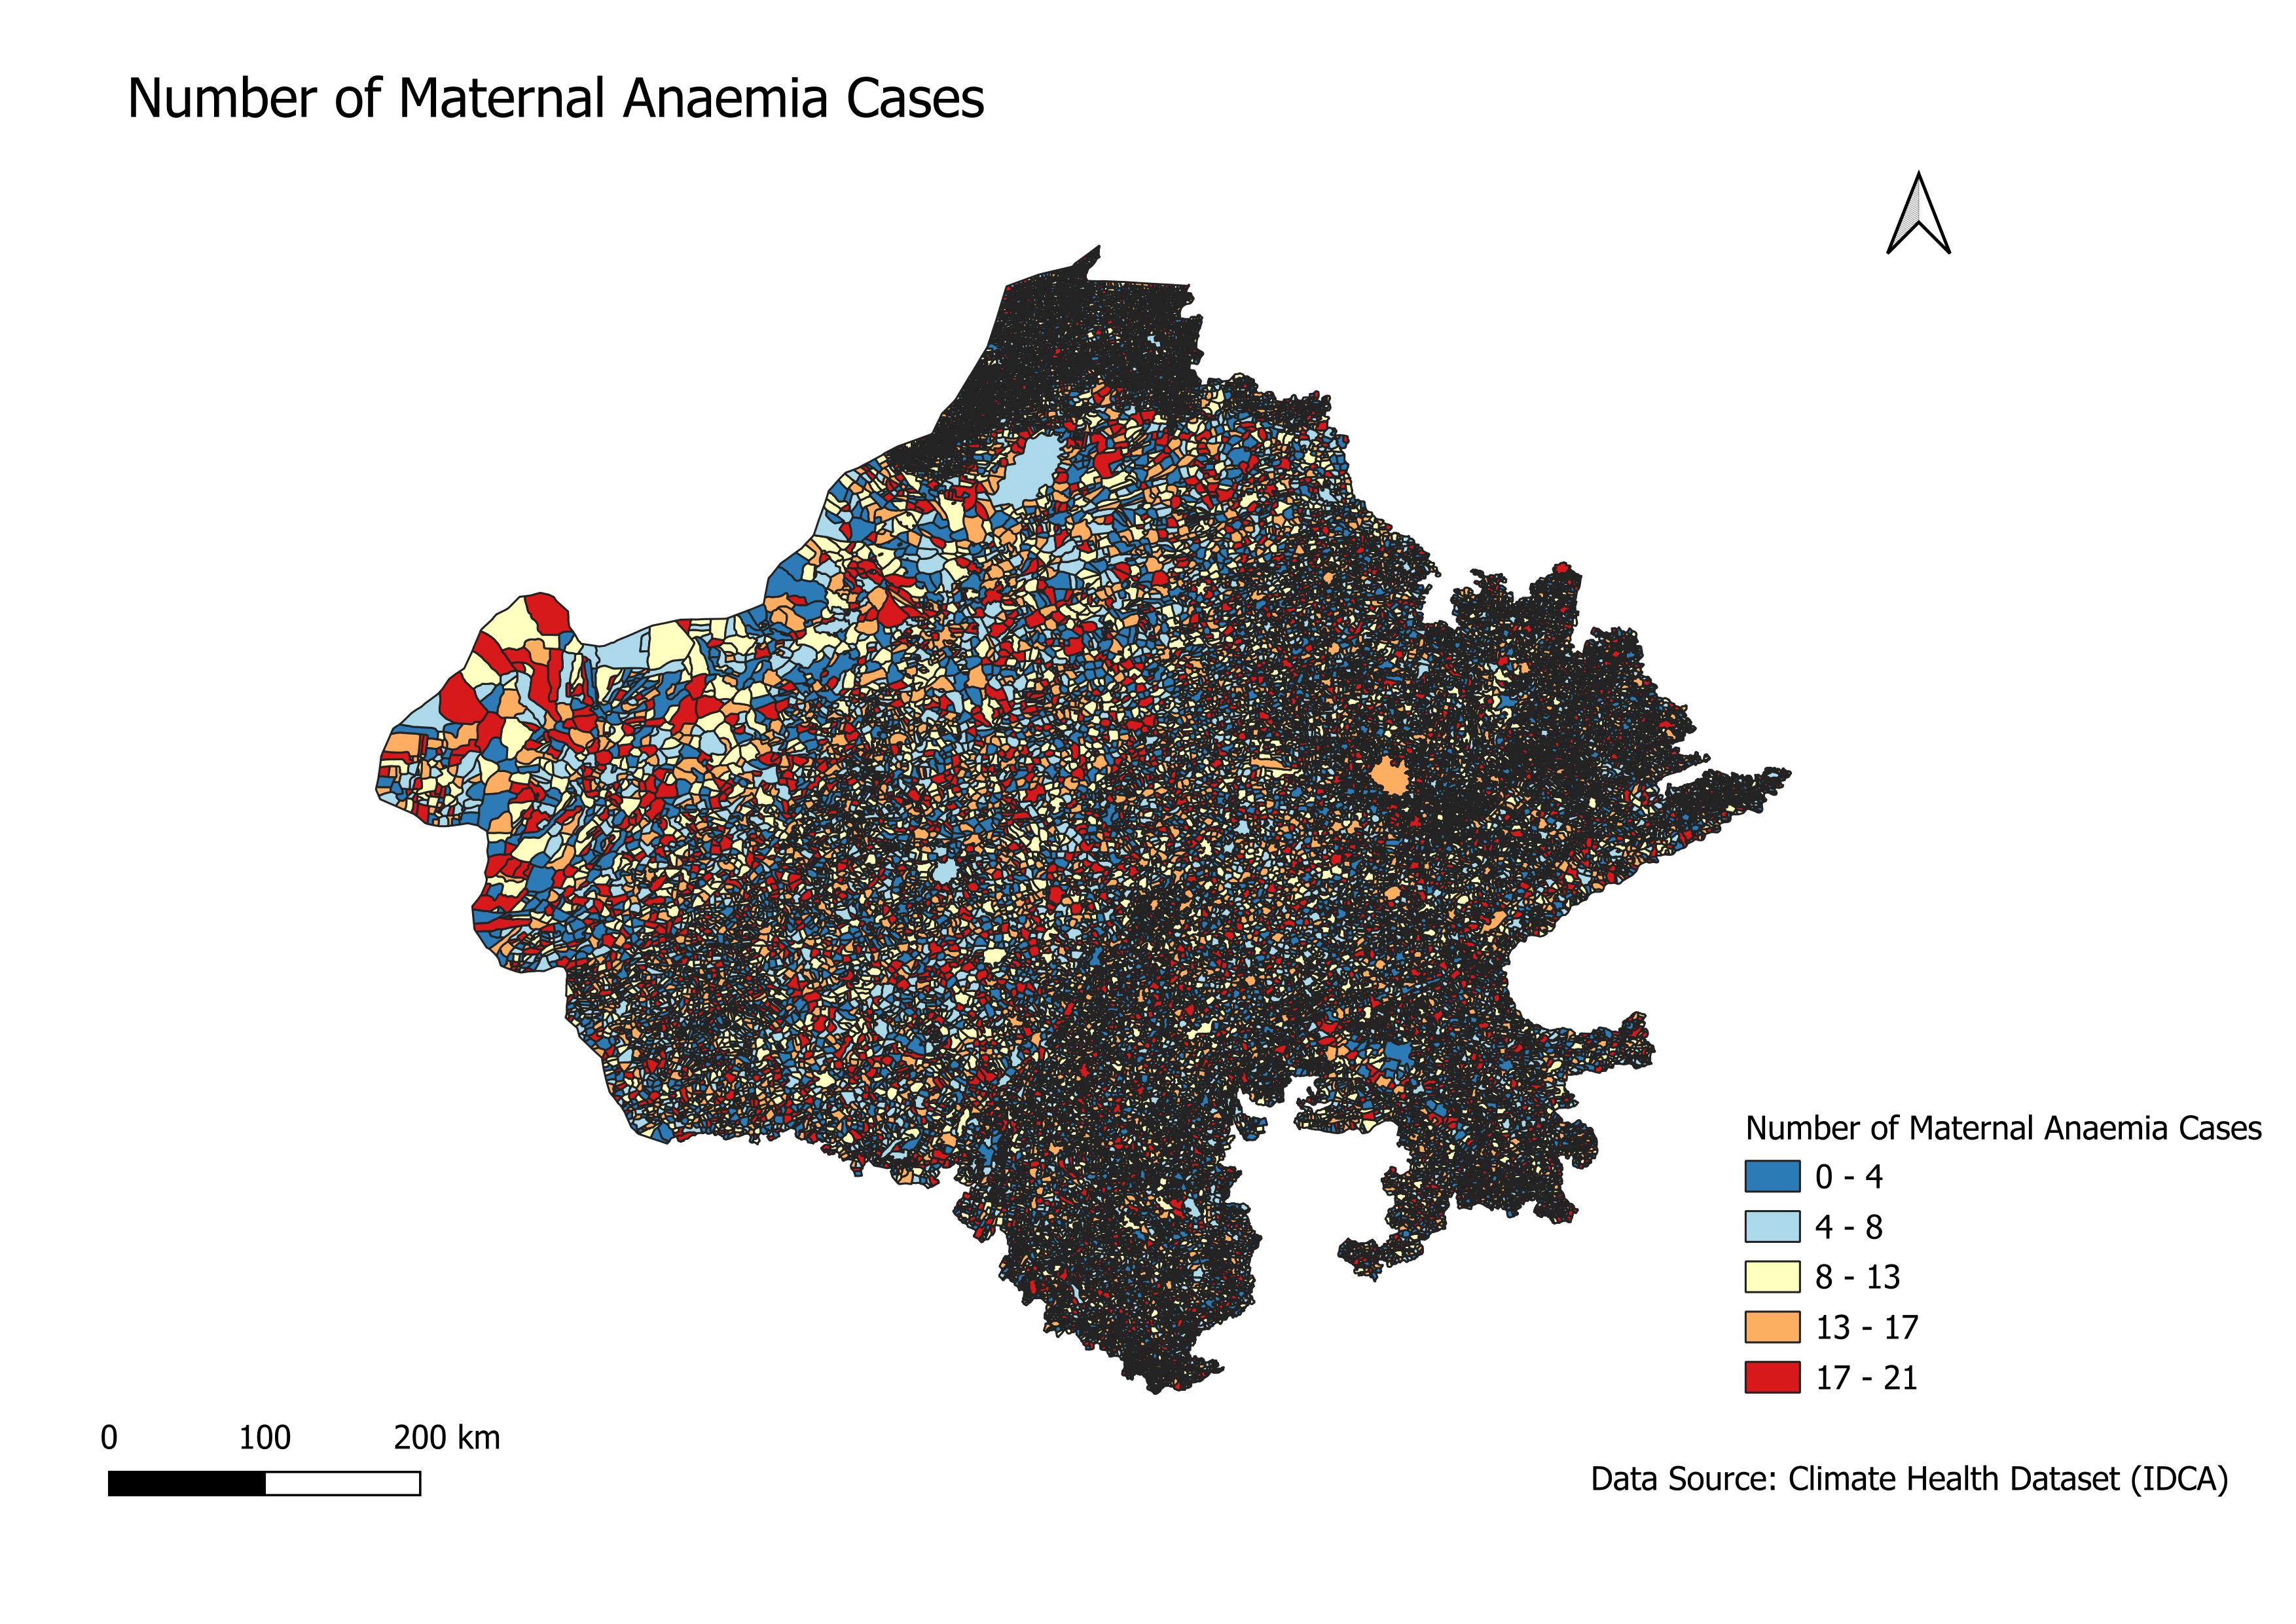 Number of Maternal Anaemia Cases
Number of Maternal Anaemia Cases
0 - 4
4 - 8
8 - 13
13 - 17
17 - 21
0 100 200 km
Data Source: Climate Health Dataset (IDCA)